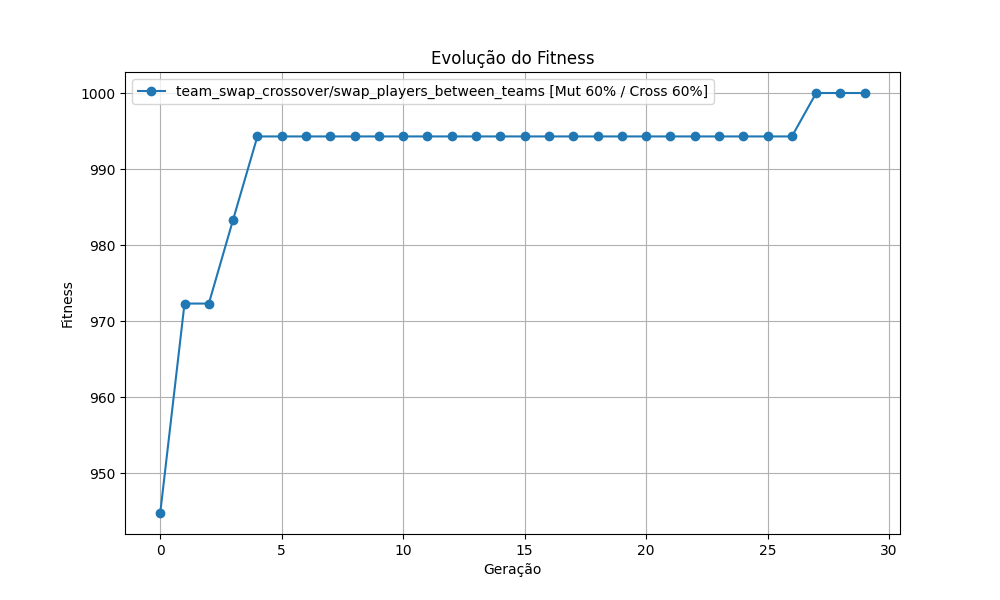 Evolução do Fitness
team_swap_crossover/swap_players_between_teams [Mut 60% / Cross 60%]
1000
990
980
970
960
950
Fitness
0 5 10 15 20 25 30
Geração